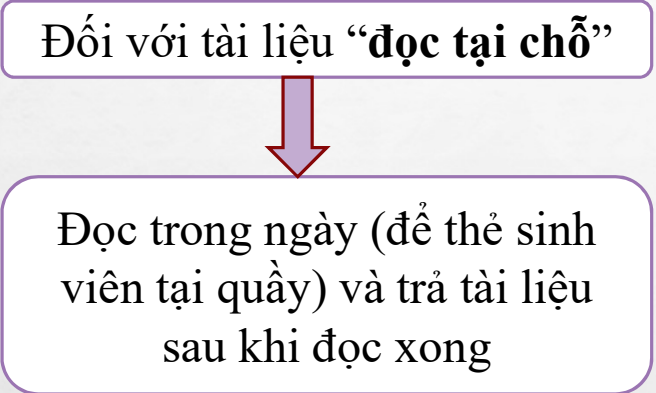 Đối với tài liệu “đọc tại chỗ”
Đọc trong ngày (để thẻ sinh
viên tại quầy) và trả tài liệu
sau khi đọc xong